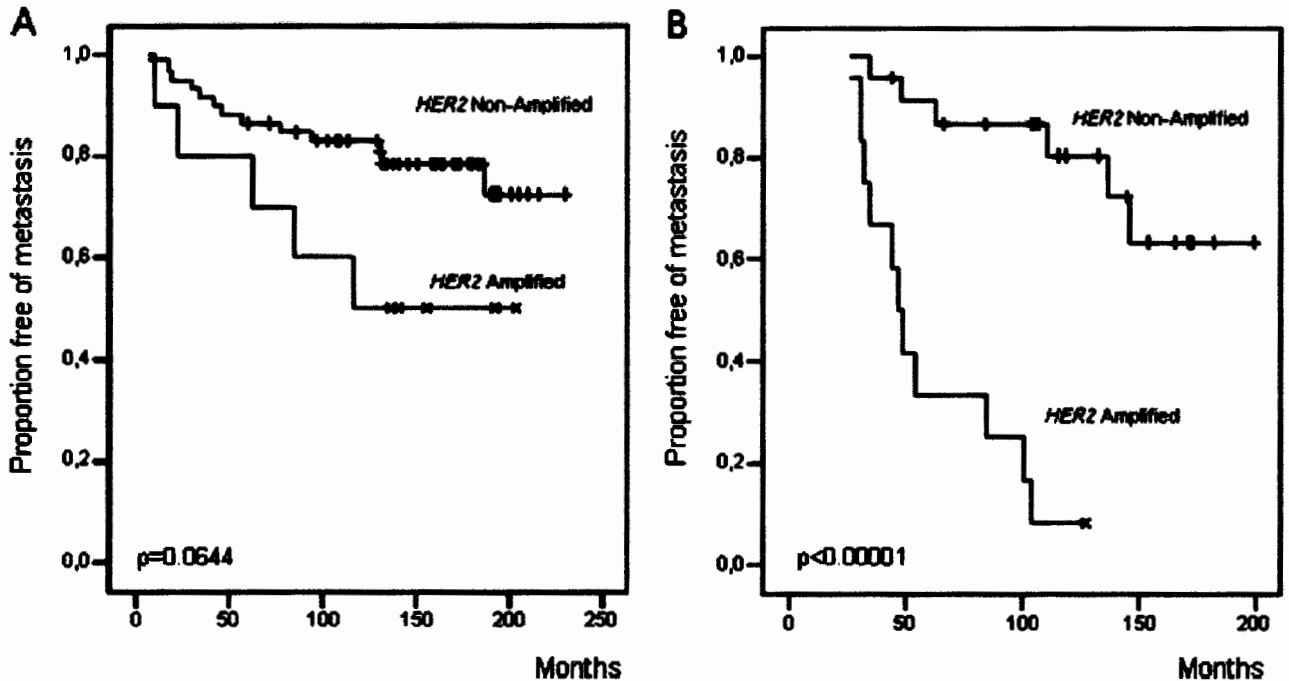 A
Proportion free of metastasis
1,0
0,8
0,6
0,4
0,2
0,0
HER2 Non-Amplified
HER2 Amplified
p=0.0644
0 50 100 150 200 250
Months
B
Proportion free of metastasis
1,0
0,8
0,6
0,4
0,2
0,0
HER2 Non-Amplified
HER2 Amplified
p<0.00001
0 50 100 150 200
Months